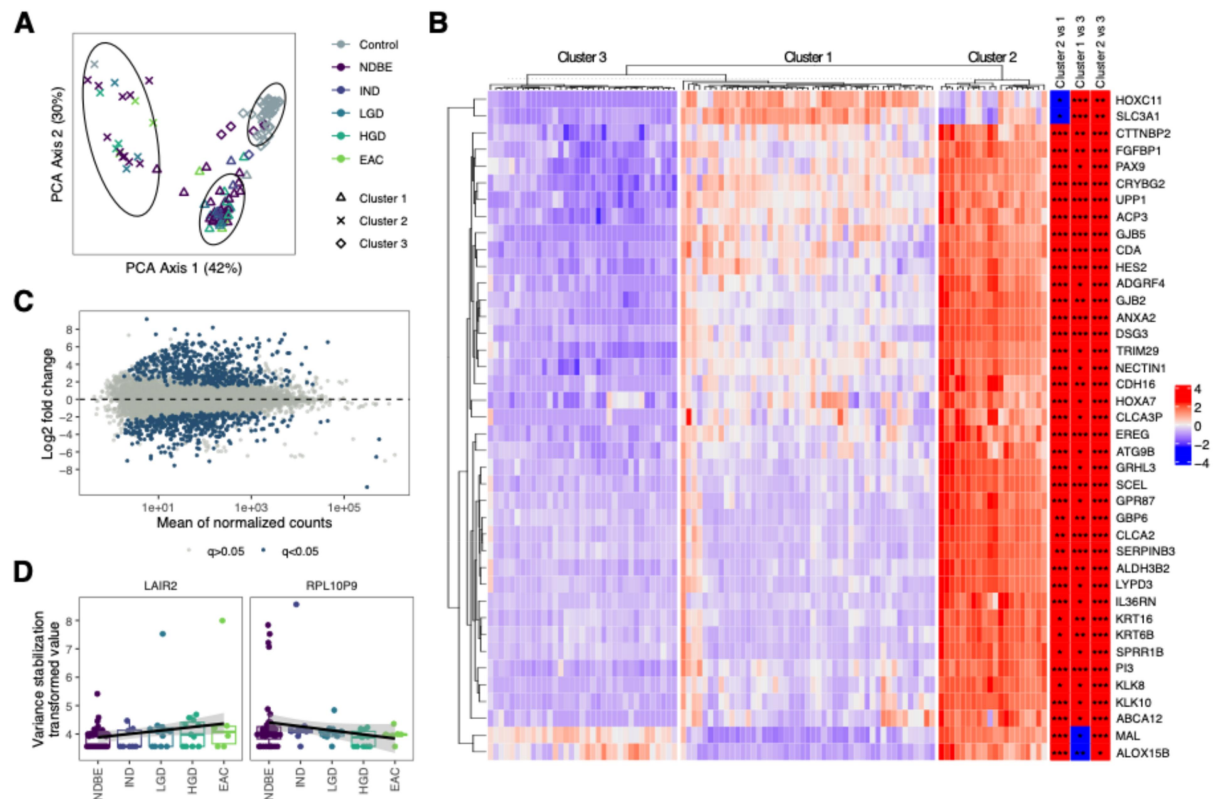 A
PCA Axis 2 (30%)
PCA Axis 1 (42%)
Control
NDBE
IND
LGD
HGD
EAC
Cluster 1
Cluster 2
Cluster 3
B
Cluster 3
Cluster 1
Cluster 2
Cluster 2 vs 1
Cluster 1 vs 3
Cluster 2 vs 3
HOXC11
SLC3A1
CTTNBP2
FGFBP1
PAX9
CRYBG2
UPP1
ACP3
GJB5
CDA
HES2
ADGRF4
GJB2
ANXA2
DSG3
TRIM29
NECTIN1
CDH16
HOXA7
CLCA3P
EREG
ATG9B
GRHL3
SCEL
GPR87
GBP6
CLCA2
SERPINB3
ALDH3B2
LYPD3
IL36RN
KRT16
KRT6B
SPRR1B
PI3
KLK8
KLK10
ABCA12
MAL
ALOX15B
4
2
0
−2
−4
C
Log2 fold change
8
6
4
2
0
−2
−4
−6
−8
1e+01
1e+03
1e+05
Mean of normalized counts
q>0.05
q<0.05
D
LAIR2
RPL10P9
Variance stabilization
transformed value
8
7
6
5
4
NDBE
IND
LGD
HGD
EAC
NDBE
IND
LGD
HGD
EAC